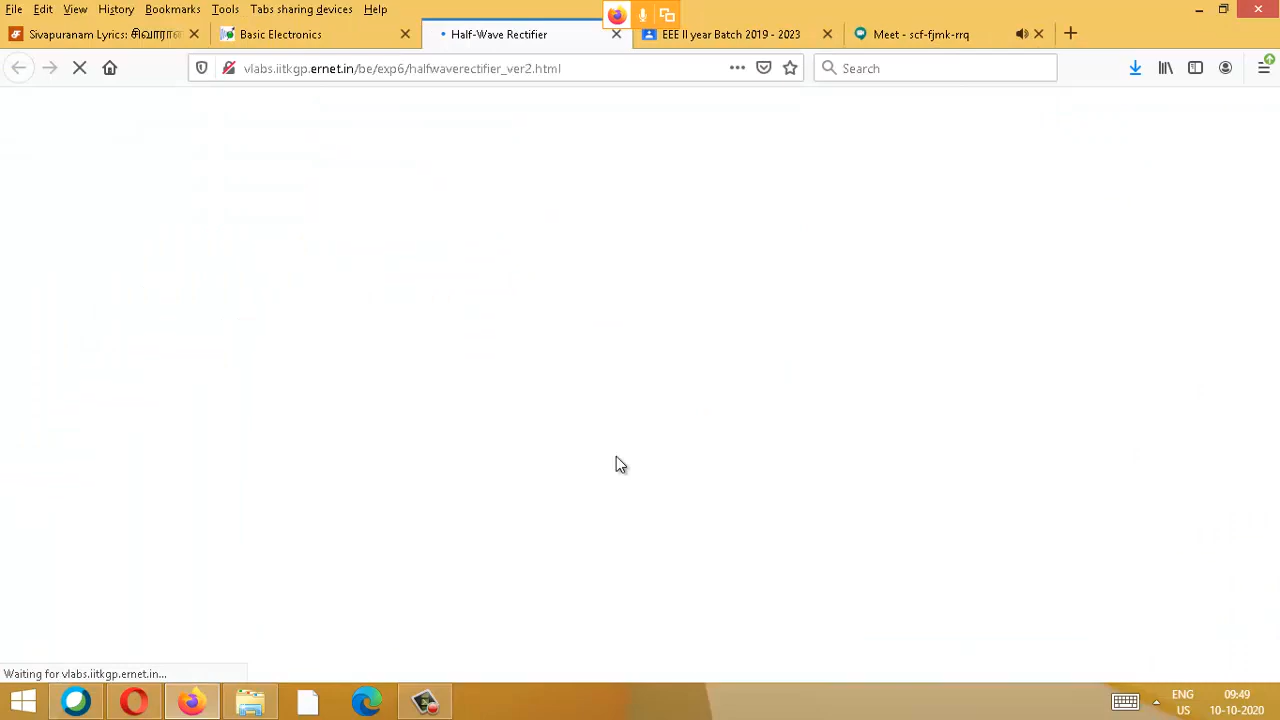 File Edit View History Bookmarks Tools Tabs sharing devices Help
Sivapuranam Lyrics: Basic Electronics Half-Wave Rectifier EEE II year Batch 2019 - 2023 Meet - scf-fjmk-rrq
vlabs.iitkgp.ernet.in/be/exp6/halfwaverectifier_ver2.html Search
Waiting for vlabs.iitkgp.ernet.in...
ENG 09:49
US 10-10-2020